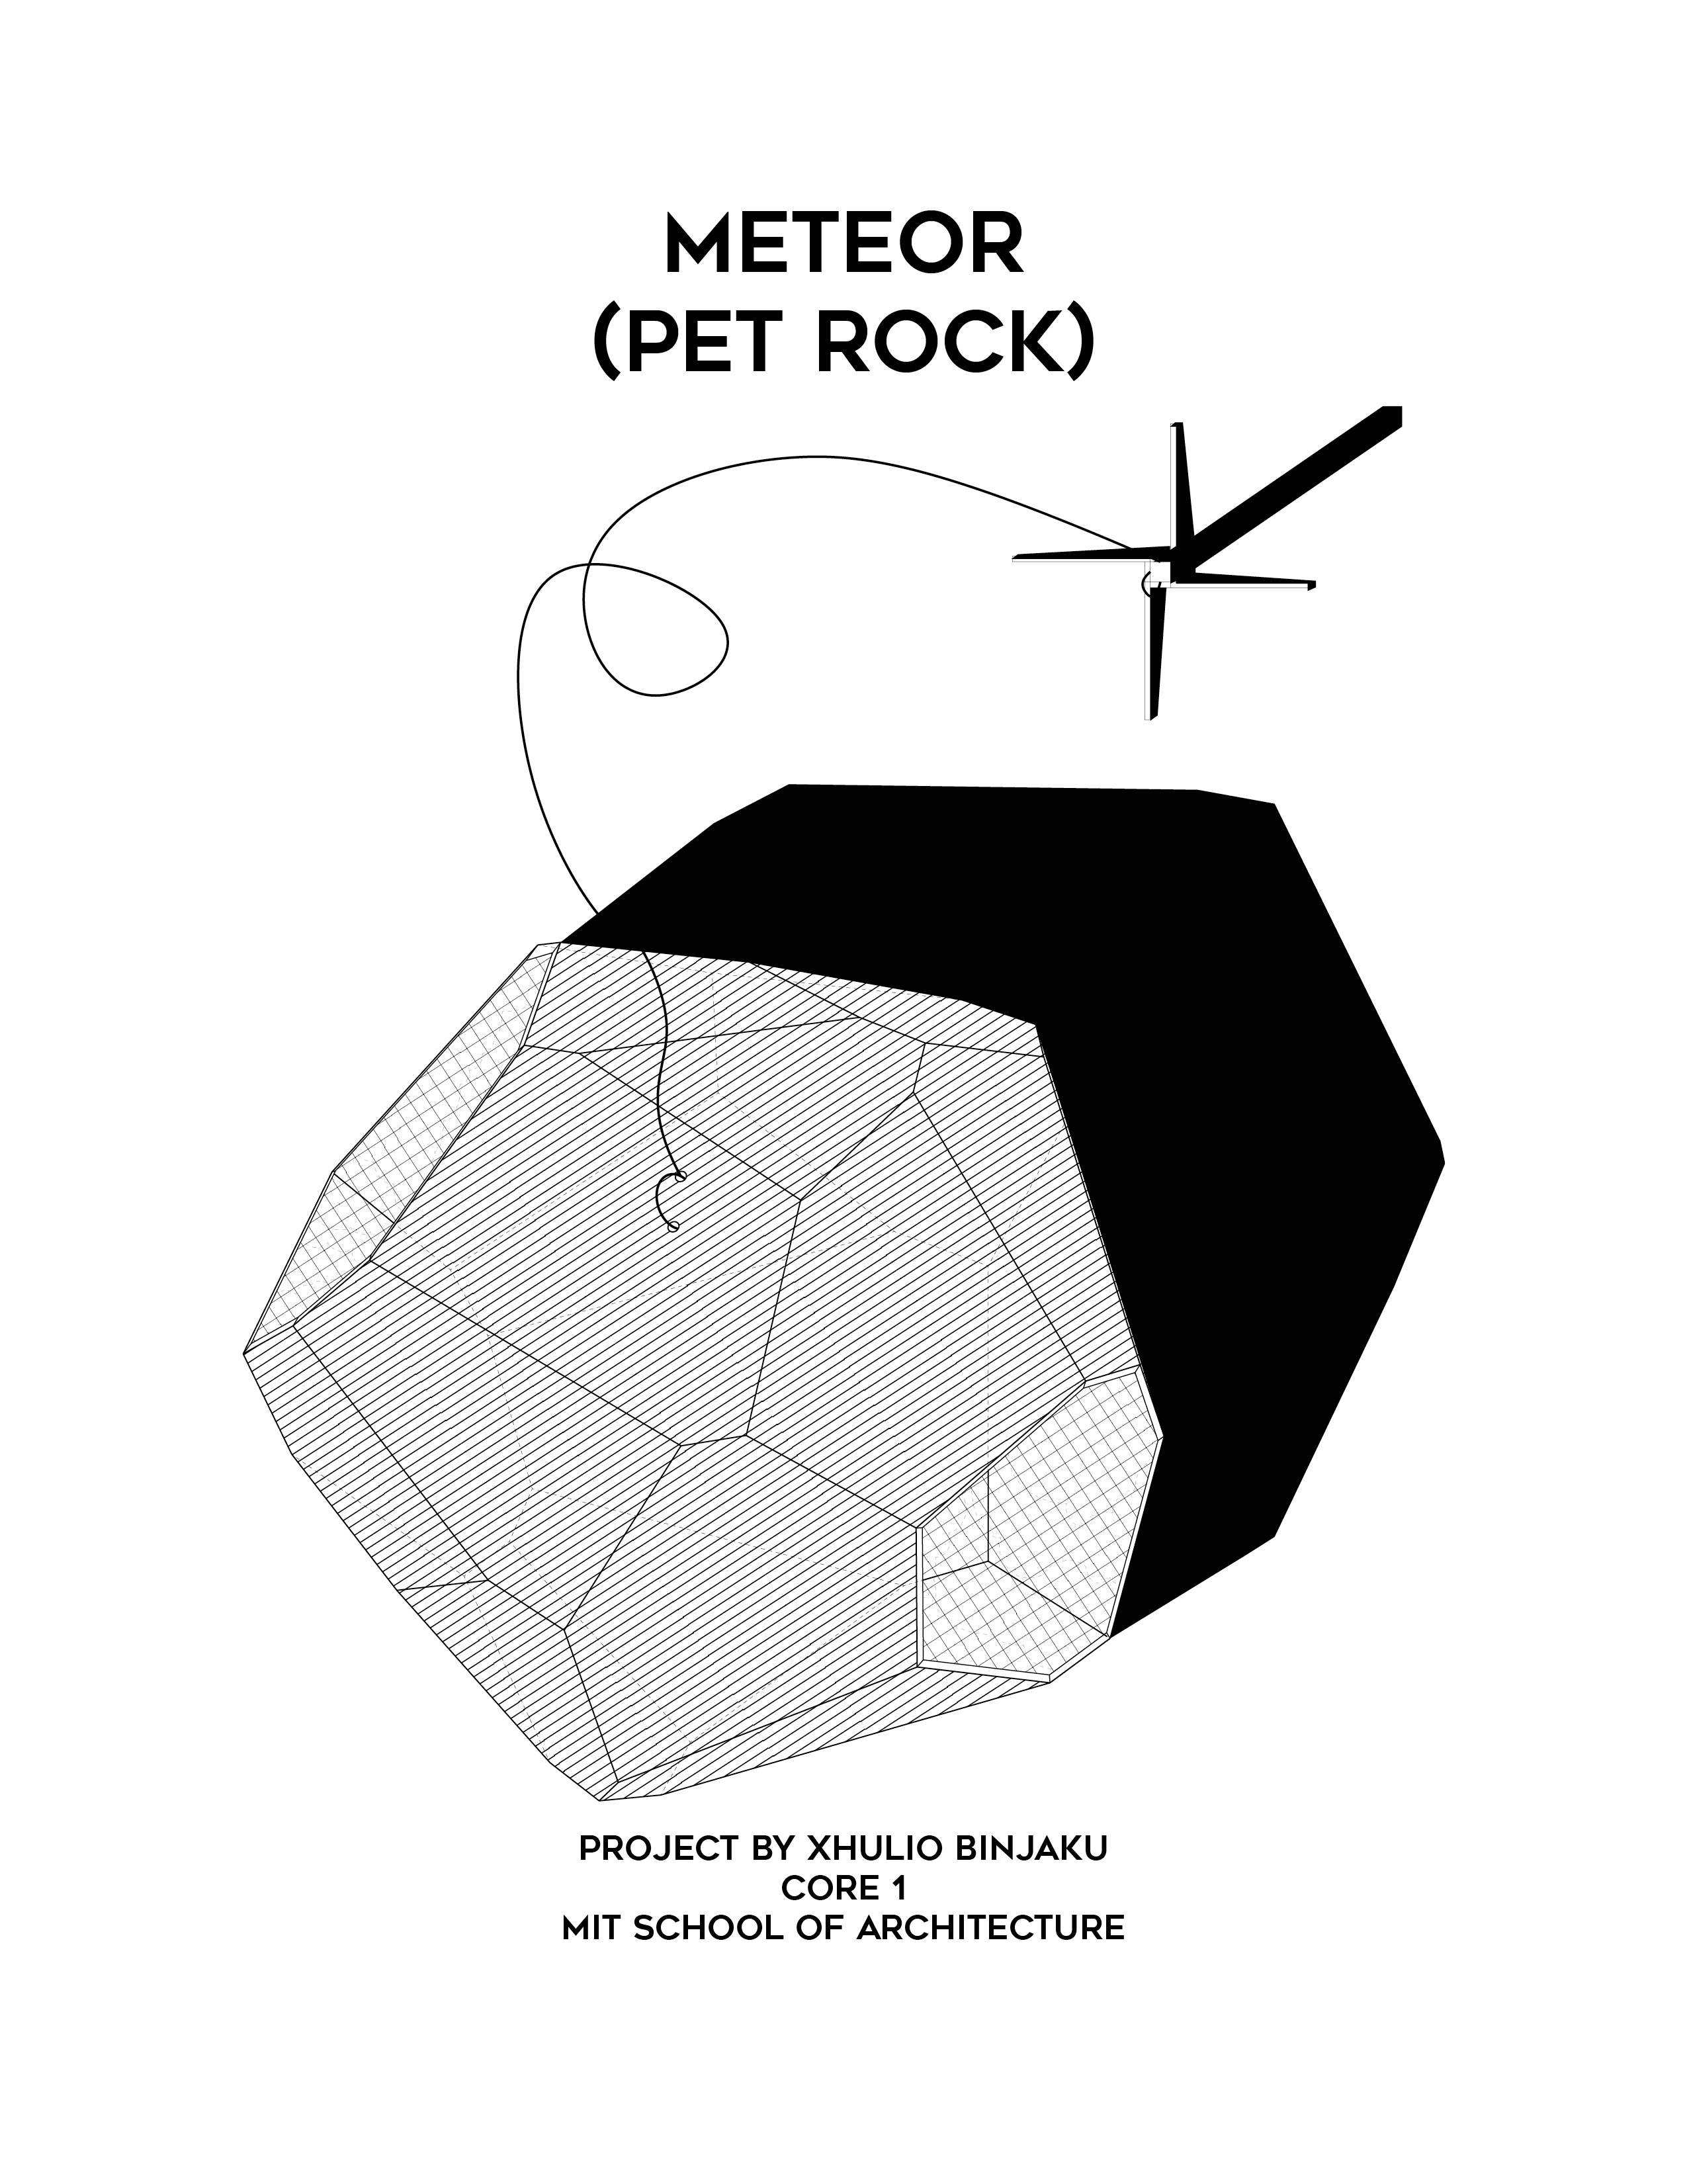 METEOR
(PET ROCK)
PROJECT BY XHULIO BINJAKU
CORE 1
MIT SCHOOL OF ARCHITECTURE